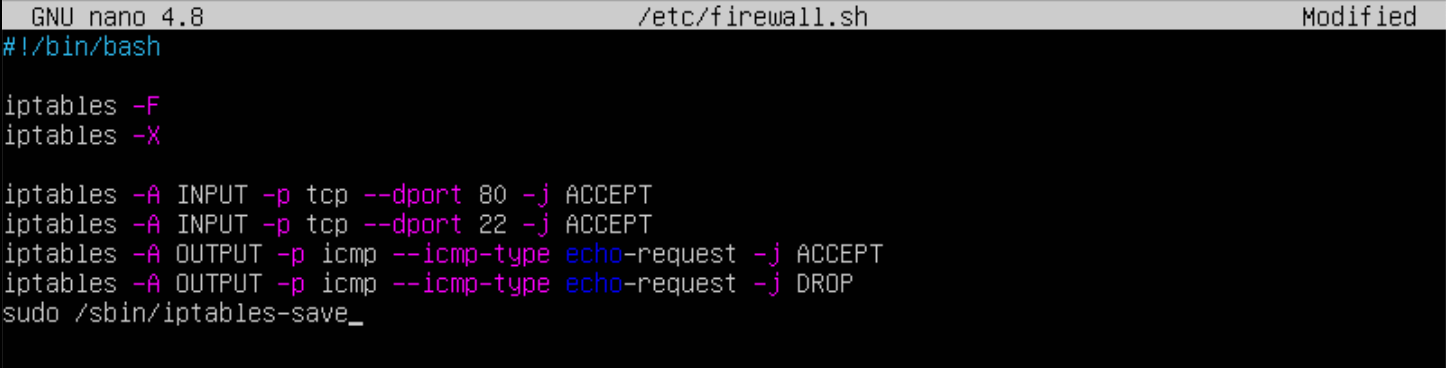 GNU nano 4.8 /etc/firewall.sh Modified
#!/bin/bash
iptables -F
iptables -X
iptables -A INPUT -p tcp --dport 80 -j ACCEPT
iptables -A INPUT -p tcp --dport 22 -j ACCEPT
iptables -A OUTPUT -p icmp --icmp-type echo-request -j ACCEPT
iptables -A OUTPUT -p icmp --icmp-type echo-request -j DROP
sudo /sbin/iptables-save_